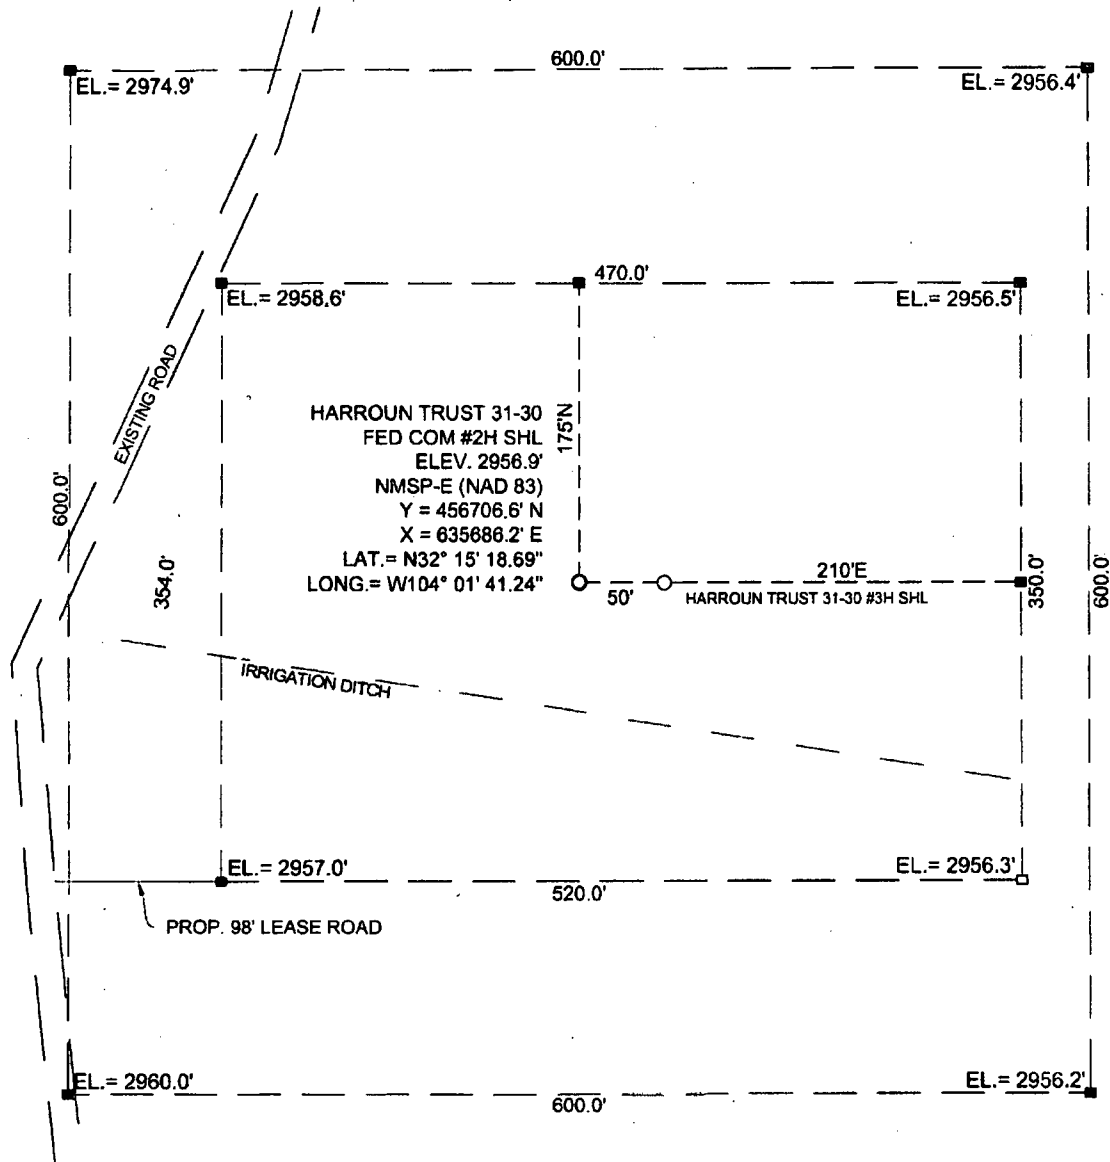 600.0'
EL.= 2974.9'
EL.= 2956.4'
470.0'
EL.= 2958.6'
EL.= 2956.5'
EXISTING ROAD
HARROUN TRUST 31-30
FED COM #2H SHL
ELEV. 2956.9'
NMSP-E (NAD 83)
Y = 456706.6' N
X = 635686.2' E
LAT.= N32° 15' 18.69"
LONG.= W104° 01' 41.24"
175'N
600.0'
354.0'
210'E
50'
HARROUN TRUST 31-30 #3H SHL
350.0'
600.0'
IRRIGATION DITCH
EL.= 2957.0'
EL.= 2956.3'
520.0'
PROP. 98' LEASE ROAD
EL.= 2960.0'
EL.= 2956.2'
600.0'